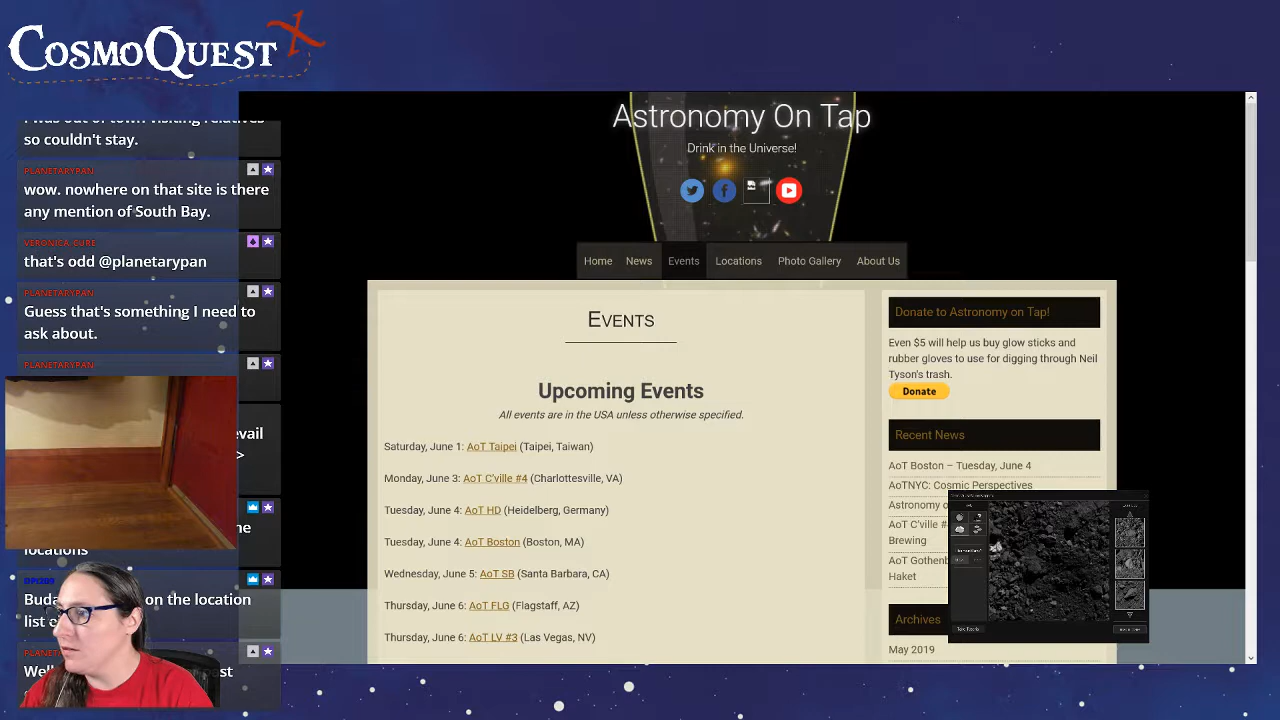 CosmoQuest X
I was out of town visiting relatives
so couldn't stay.
PLANETARYPAN
wow. nowhere on that site is there
any mention of South Bay.
VERONICA CURE
that's odd @planetarypan
PLANETARYPAN
Guess that's something I need to
ask about.
PLANETARYPAN
locations
on the location
Astronomy On Tap
Drink in the Universe!
Home News Events Locations Photo Gallery About Us
Events
Upcoming Events
All events are in the USA unless otherwise specified.
Saturday, June 1: AoT Taipei (Taipei, Taiwan)
Monday, June 3: AoT C'ville #4 (Charlottesville, VA)
Tuesday, June 4: AoT HD (Heidelberg, Germany)
Tuesday, June 4: AoT Boston (Boston, MA)
Wednesday, June 5: AoT SB (Santa Barbara, CA)
Thursday, June 6: AoT FLG (Flagstaff, AZ)
Thursday, June 6: AoT LV #3 (Las Vegas, NV)
Donate to Astronomy on Tap!
Even $5 will help us buy glow sticks and
rubber gloves to use for digging through Neil
Tyson's trash.
Donate
Recent News
AoT Boston – Tuesday, June 4
AoTNYC: Cosmic Perspectives
Astronomy
AoT C'ville
Brewing
AoT
Haket
Archives
May 2019